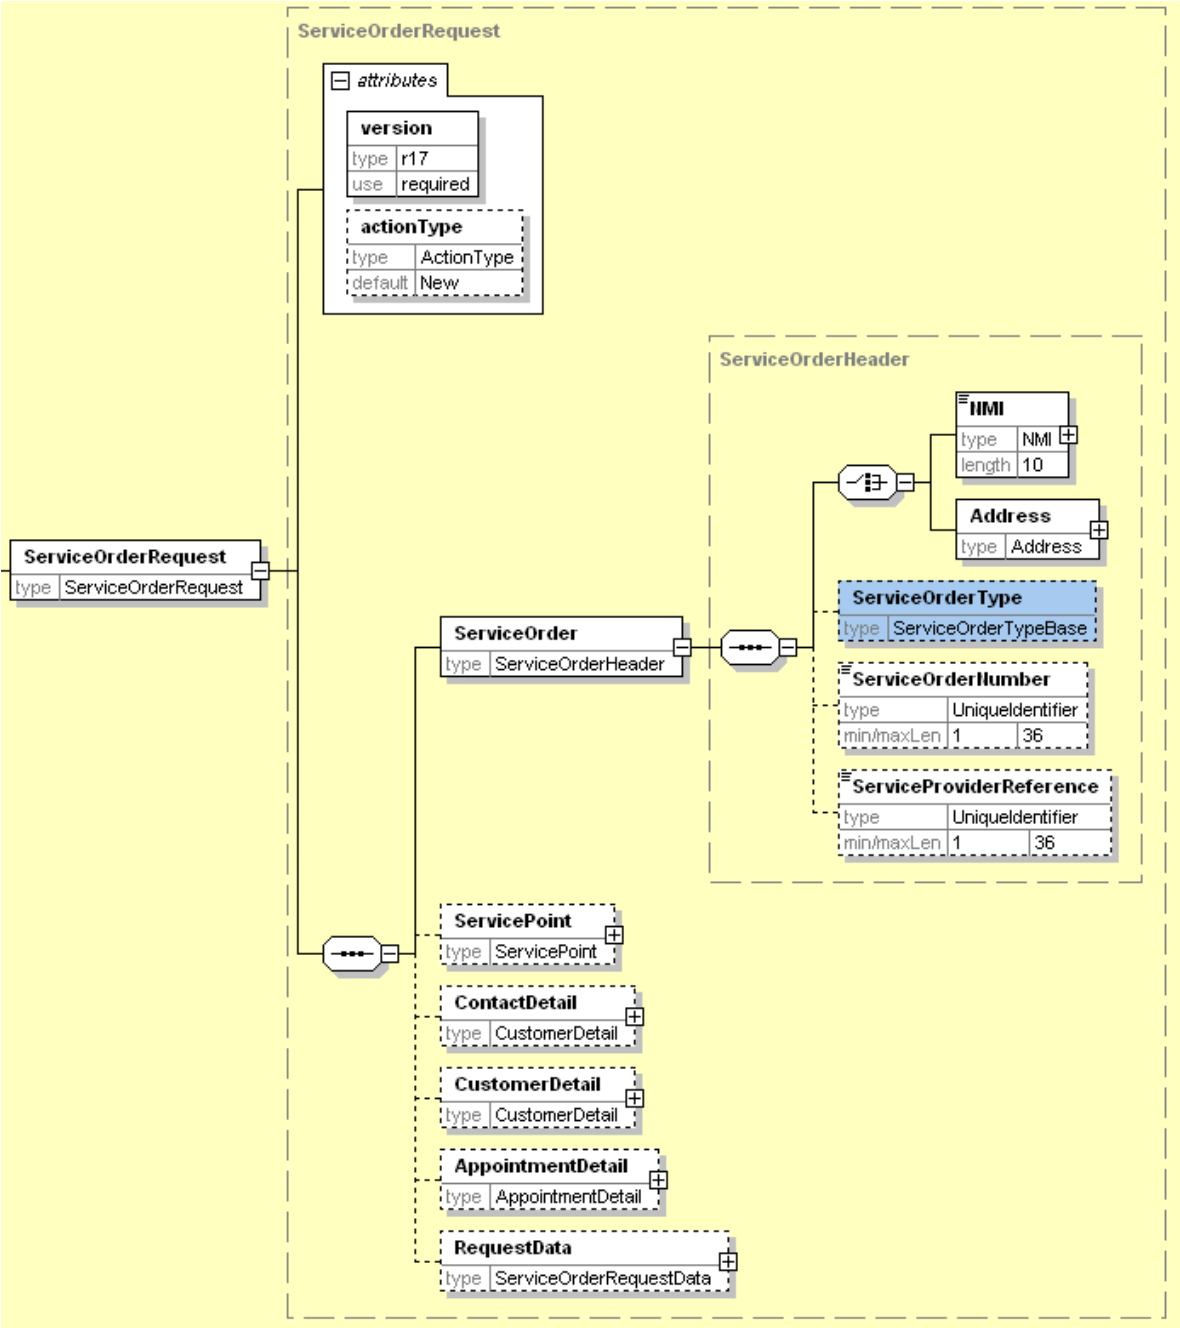 ServiceOrderRequest
attributes
version
type r17
use required
actionType
type ActionType
default New
ServiceOrderHeader
NMI
type NMI
length 10
Address
type Address
ServiceOrderRequest
type ServiceOrderRequest
ServiceOrderType
type ServiceOrderTypeBase
ServiceOrder
type ServiceOrderHeader
ServiceOrderNumber
type UniqueIdentifier
min/maxLen 1 36
ServiceProviderReference
type UniqueIdentifier
min/maxLen 1 36
ServicePoint
type ServicePoint
ContactDetail
type CustomerDetail
CustomerDetail
type CustomerDetail
AppointmentDetail
type AppointmentDetail
RequestData
type ServiceOrderRequestData